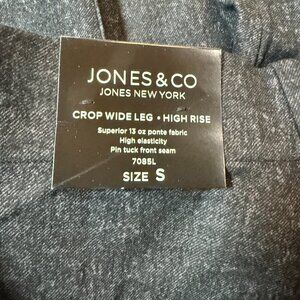 JONES & CO
JONES NEW YORK
CROP WIDE LEG • HIGH RISE
Superior 13 oz ponte fabric
High elasticity
Pin tuck front seam
7085L
SIZE S